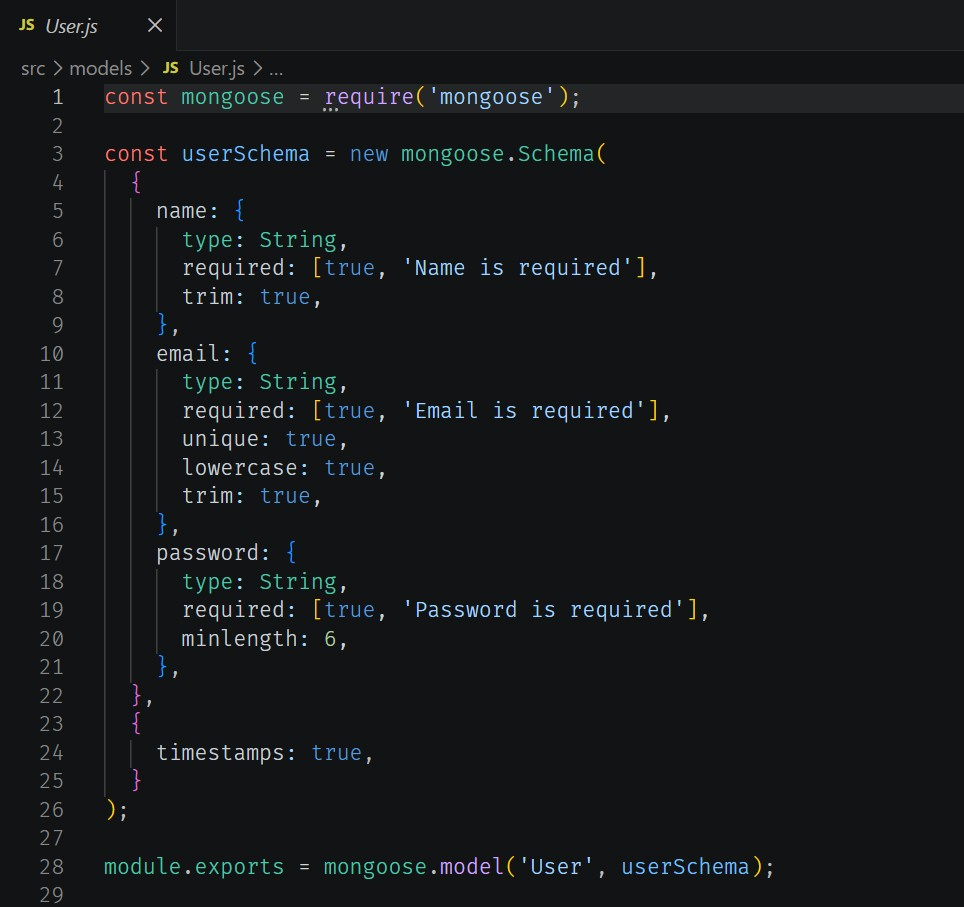 JS User.js ×
src > models > JS User.js > ...
1 const mongoose = require('mongoose');
2
3 const userSchema = new mongoose.Schema(
4   {
5     name: {
6       type: String,
7       required: [true, 'Name is required'],
8       trim: true,
9     },
10     email: {
11       type: String,
12       required: [true, 'Email is required'],
13       unique: true,
14       lowercase: true,
15       trim: true,
16     },
17     password: {
18       type: String,
19       required: [true, 'Password is required'],
20       minlength: 6,
21     },
22   },
23   {
24     timestamps: true,
25   }
26 );
27
28 module.exports = mongoose.model('User', userSchema);
29